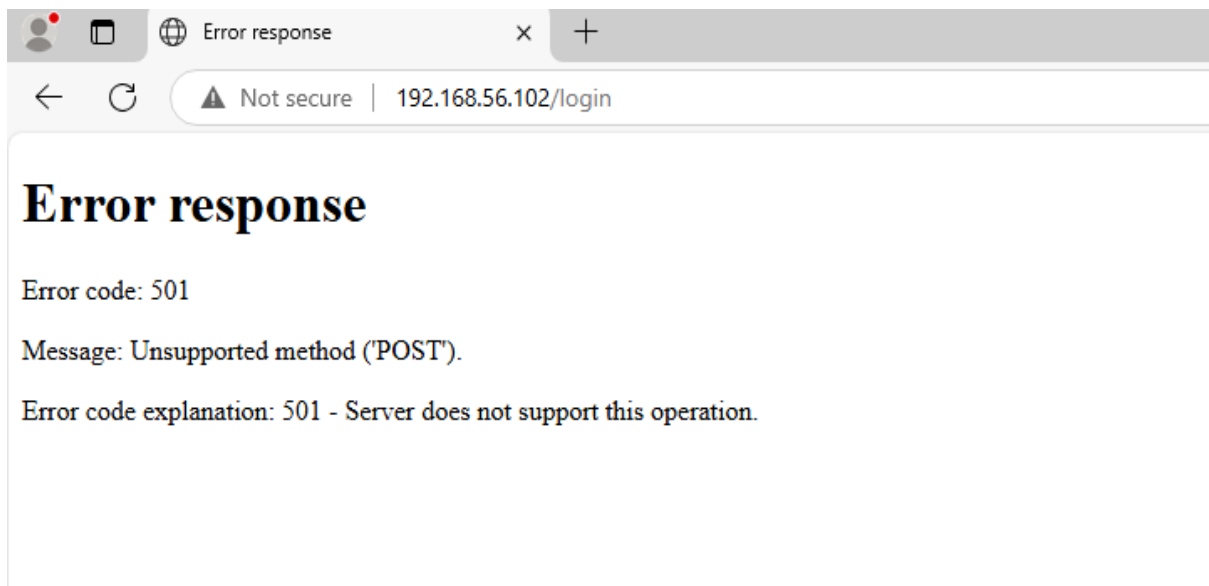 Error response
Not secure | 192.168.56.102/login
Error response
Error code: 501
Message: Unsupported method ('POST').
Error code explanation: 501 - Server does not support this operation.